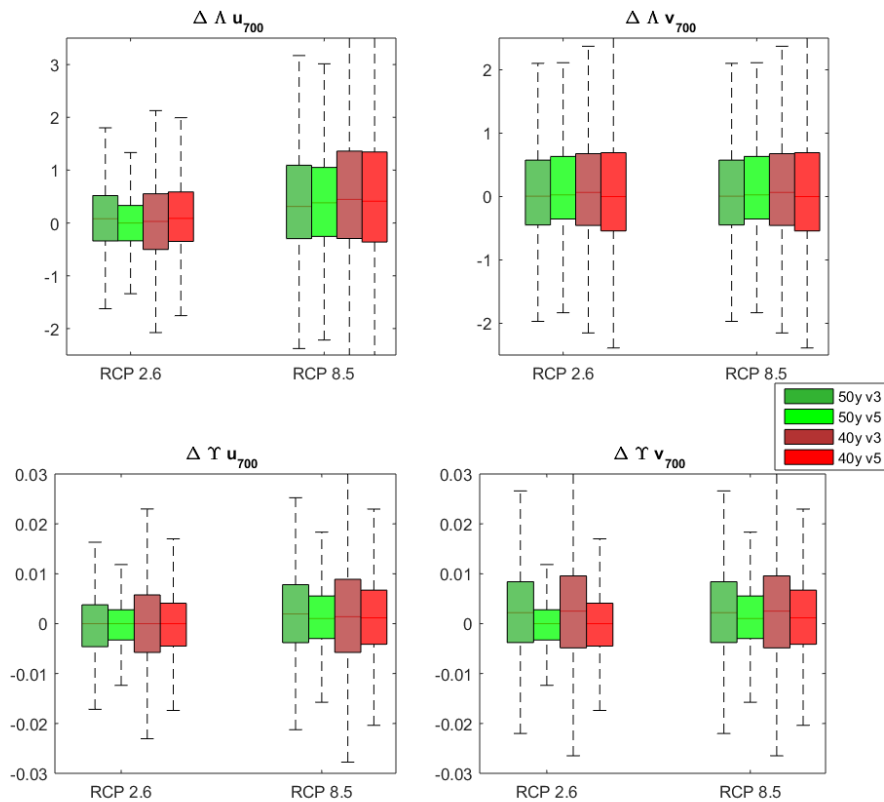 Δ Λ u700
3
2
1
0
-1
-2
RCP 2.6 RCP 8.5
Δ Λ v700
2
1
0
-1
-2
RCP 2.6 RCP 8.5
50y v3
50y v5
40y v3
40y v5
Δ ϒ u700
0.03
0.02
0.01
0
-0.01
-0.02
-0.03
RCP 2.6 RCP 8.5
Δ ϒ v700
0.03
0.02
0.01
0
-0.01
-0.02
-0.03
RCP 2.6 RCP 8.5